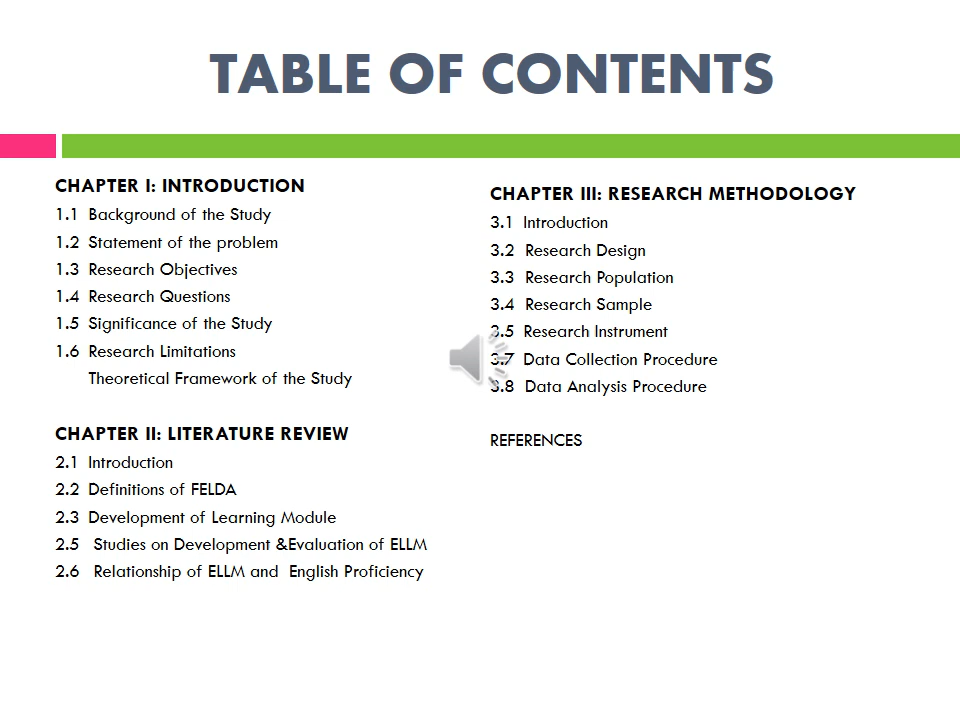 TABLE OF CONTENTS
CHAPTER I: INTRODUCTION
1.1 Background of the Study
1.2 Statement of the problem
1.3 Research Objectives
1.4 Research Questions
1.5 Significance of the Study
1.6 Research Limitations
Theoretical Framework of the Study
CHAPTER II: LITERATURE REVIEW
2.1 Introduction
2.2 Definitions of FELDA
2.3 Development of Learning Module
2.5 Studies on Development &Evaluation of ELLM
2.6 Relationship of ELLM and English Proficiency
CHAPTER III: RESEARCH METHODOLOGY
3.1 Introduction
3.2 Research Design
3.3 Research Population
3.4 Research Sample
3.5 Research Instrument
3.7 Data Collection Procedure
3.8 Data Analysis Procedure
REFERENCES